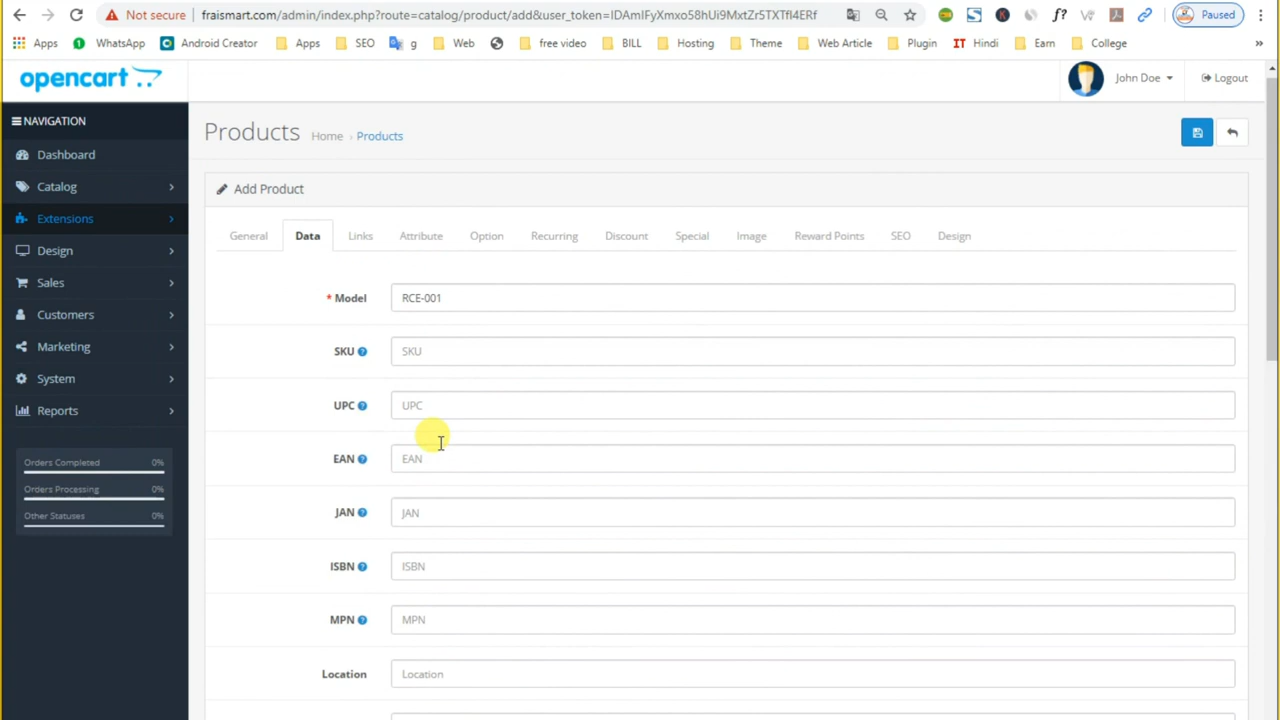 Not secure fraismart.com/admin/index.php?route=catalog/product/add&user_token=IDAmIFyXmxo58hUi9MxtZr5TXTfl4ERf f? Paused
Apps WhatsApp Android Creator Apps SEO g Web free video BILL Hosting Theme Web Article Plugin IT Hindi Earn College »
opencart John Doe Logout
NAVIGATION
Dashboard
Catalog
Extensions
Design
Sales
Customers
Marketing
System
Reports
Orders Completed 0%
Orders Processing 0%
Other Statuses 0%
Products Home › Products
Add Product
General Data Links Attribute Option Recurring Discount Special Image Reward Points SEO Design
* Model RCE-001
SKU ? SKU
UPC ? UPC
EAN ? EAN
JAN ? JAN
ISBN ? ISBN
MPN ? MPN
Location Location